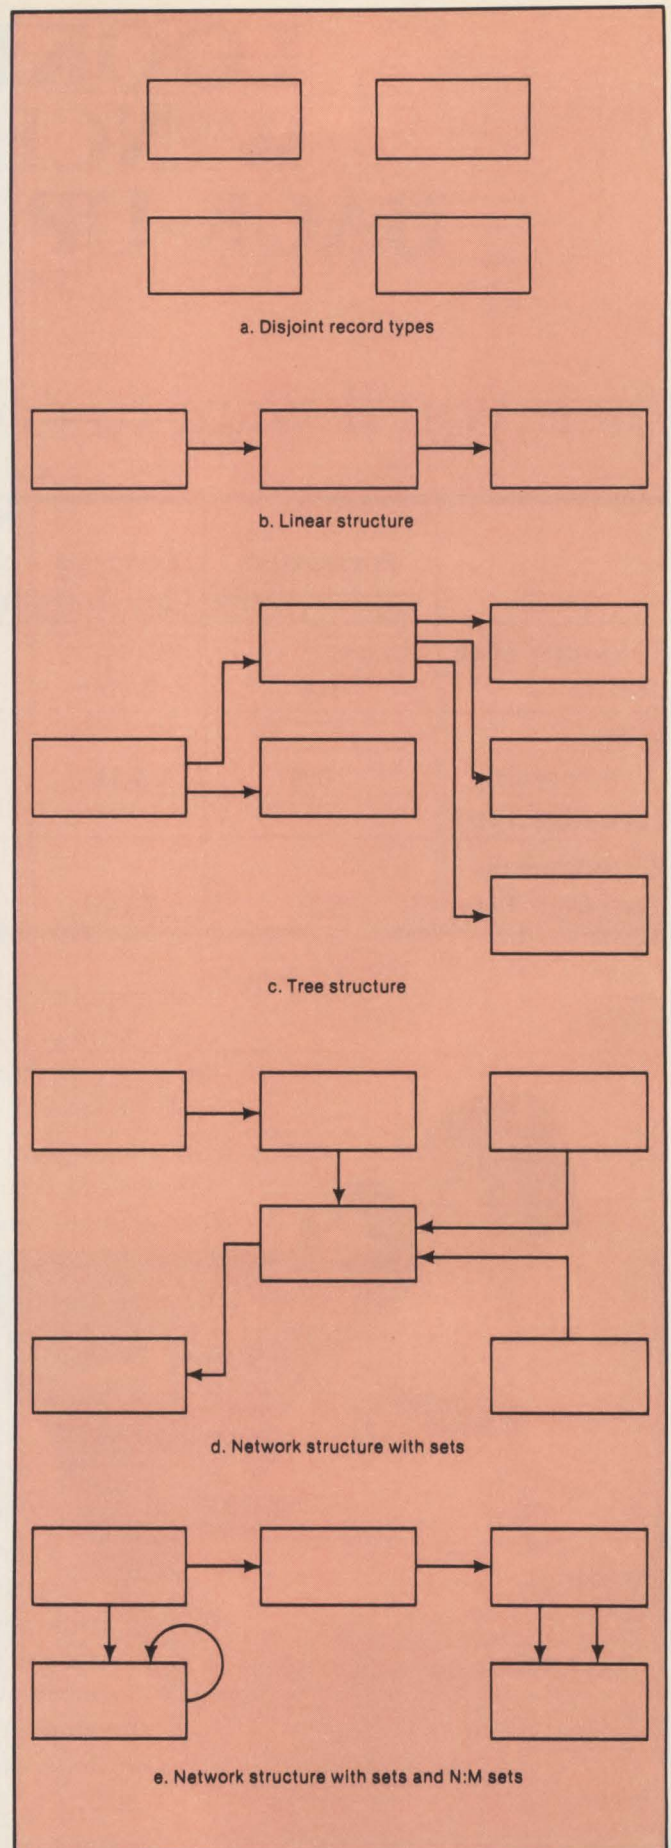 a. Disjoint record types
b. Linear structure
c. Tree structure
d. Network structure with sets
e. Network structure with sets and N:M sets